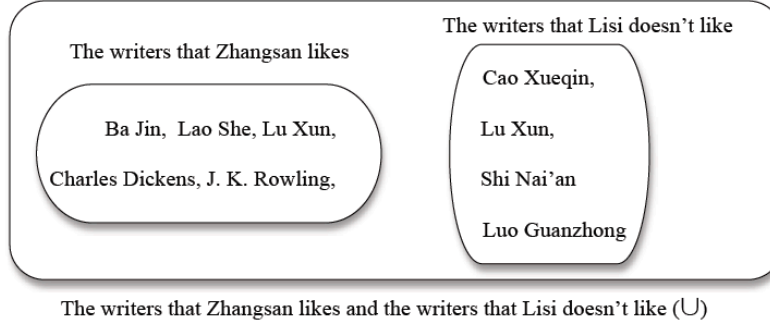 The writers that Zhangsan likes
Ba Jin, Lao She, Lu Xun,
Charles Dickens, J. K. Rowling,
The writers that Lisi doesn't like
Cao Xueqin,
Lu Xun,
Shi Nai'an
Luo Guanzhong
The writers that Zhangsan likes and the writers that Lisi doesn't like (∪)